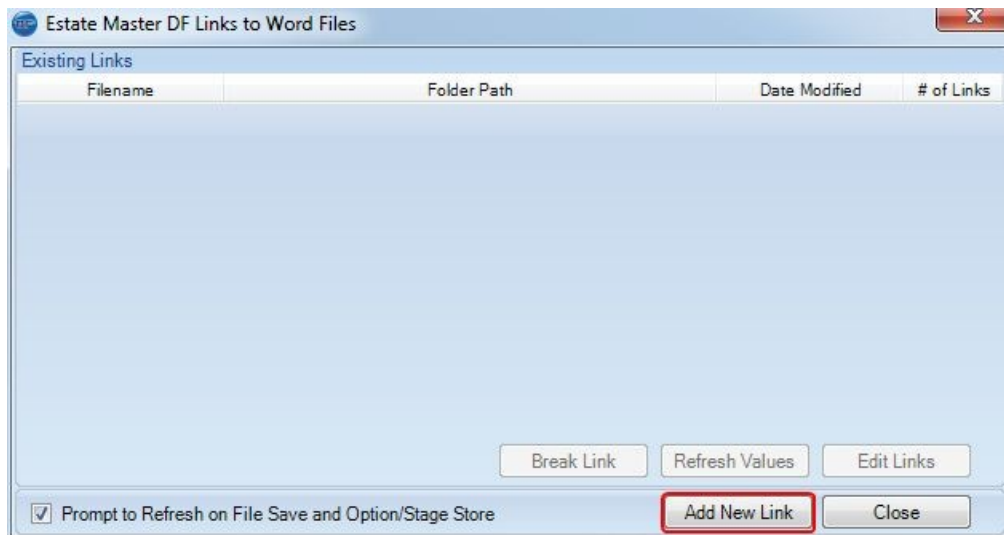 Estate Master DF Links to Word Files
Existing Links
Filename Folder Path Date Modified # of Links
Break Link Refresh Values Edit Links
Prompt to Refresh on File Save and Option/Stage Store Add New Link Close